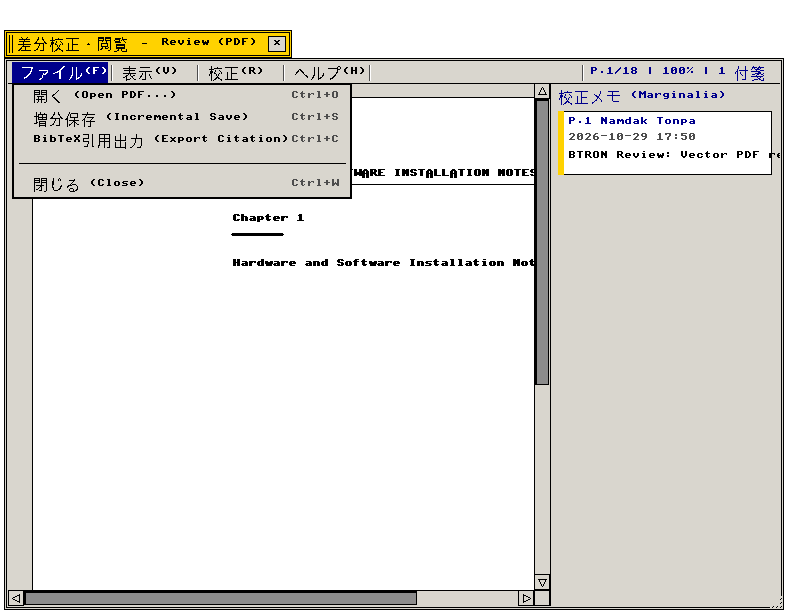 差分校正・閲覧 - Review (PDF) ×
ファイル(F) 表示(V) 校正(R) ヘルプ(H) P.1/18 | 100% | 1 付箋
開く (Open PDF...) Ctrl+O
増分保存 (Incremental Save) Ctrl+S
BibTeX引用出力 (Export Citation) Ctrl+C
閉じる (Close) Ctrl+W
WARE INSTALLATION NOTES
Chapter 1
Hardware and Software Installation Not
校正メモ (Marginalia)
P.1 Namdak Tonpa
2026-10-29 17:50
BTRON Review: Vector PDF re